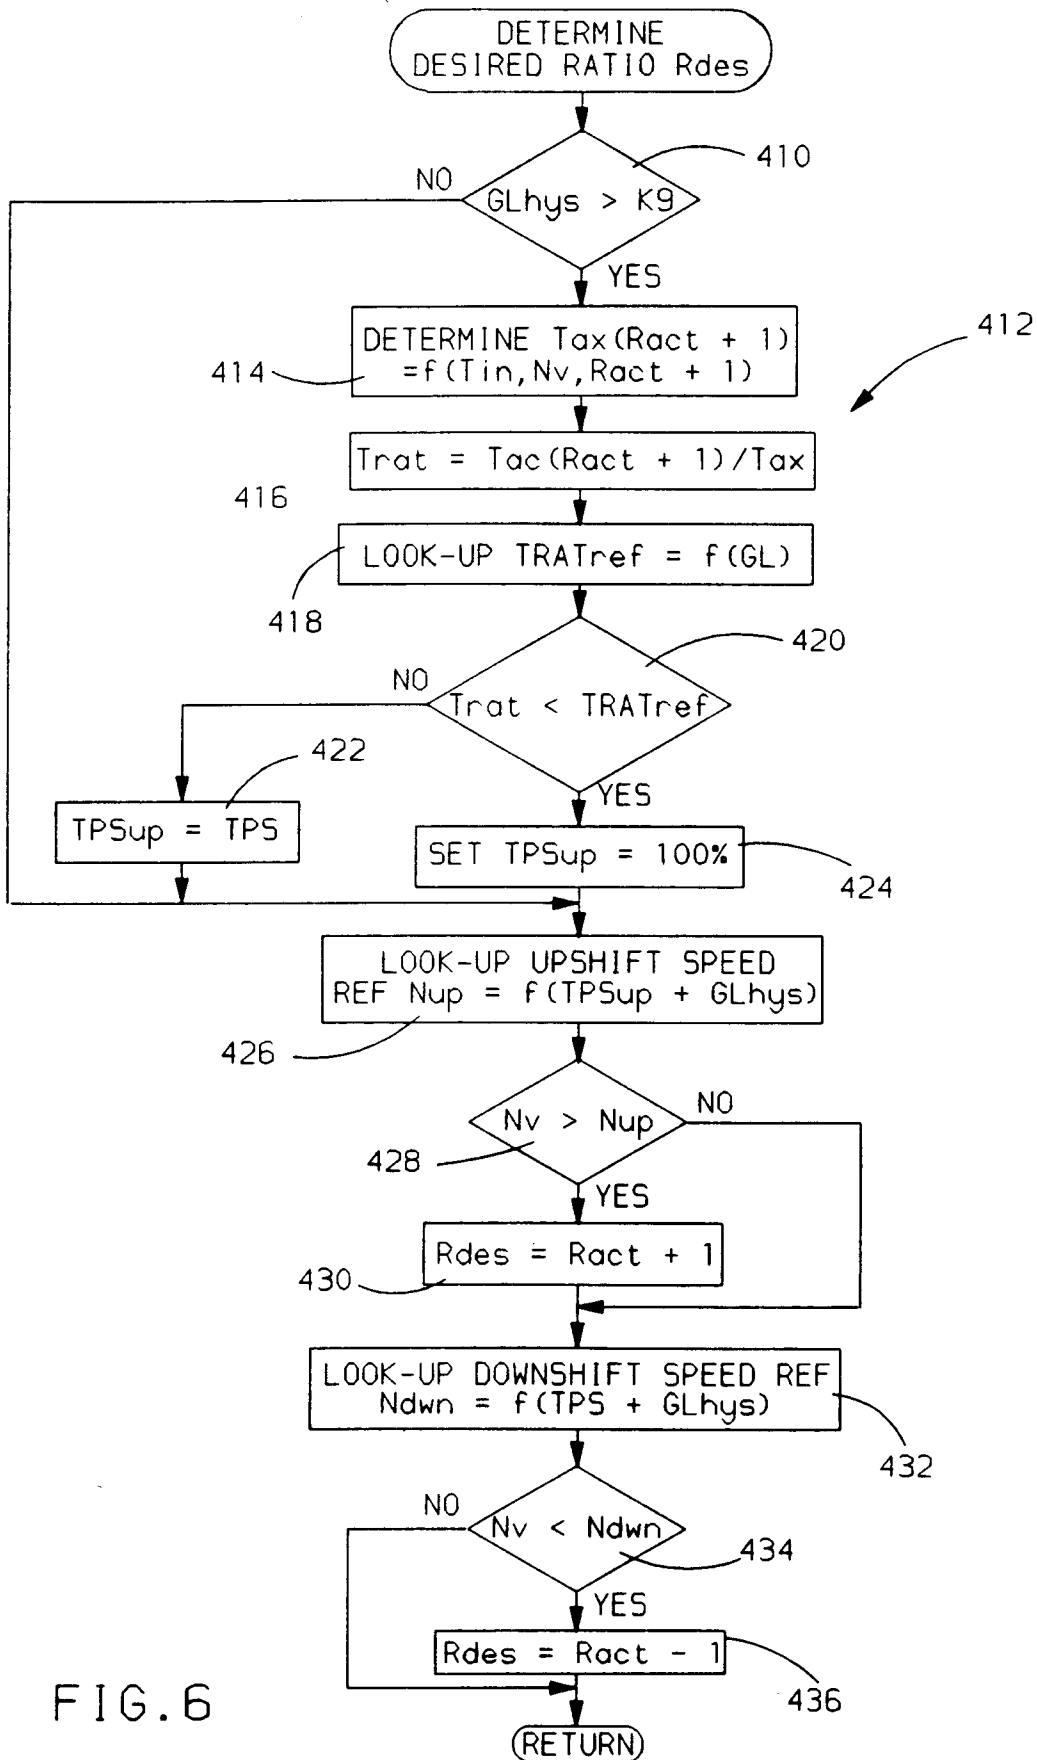 DETERMINE
DESIRED RATIO Rdes
410
NO
GLhys > K9
YES
412
DETERMINE Tax(Ract + 1)
=f(Tin,Nv,Ract + 1)
414
Trat = Tac(Ract + 1)/Tax
416
LOOK-UP TRATref = f(GL)
418
420
NO
Trat < TRATref
422
YES
TPSup = TPS
SET TPSup = 100%
424
LOOK-UP UPSHIFT SPEED
REF Nup = f(TPSup + GLhys)
426
NO
Nv > Nup
428
YES
Rdes = Ract + 1
430
LOOK-UP DOWNSHIFT SPEED REF
Ndwn = f(TPS + GLhys)
432
NO
Nv < Ndwn
434
YES
Rdes = Ract - 1
436
FIG.6
RETURN